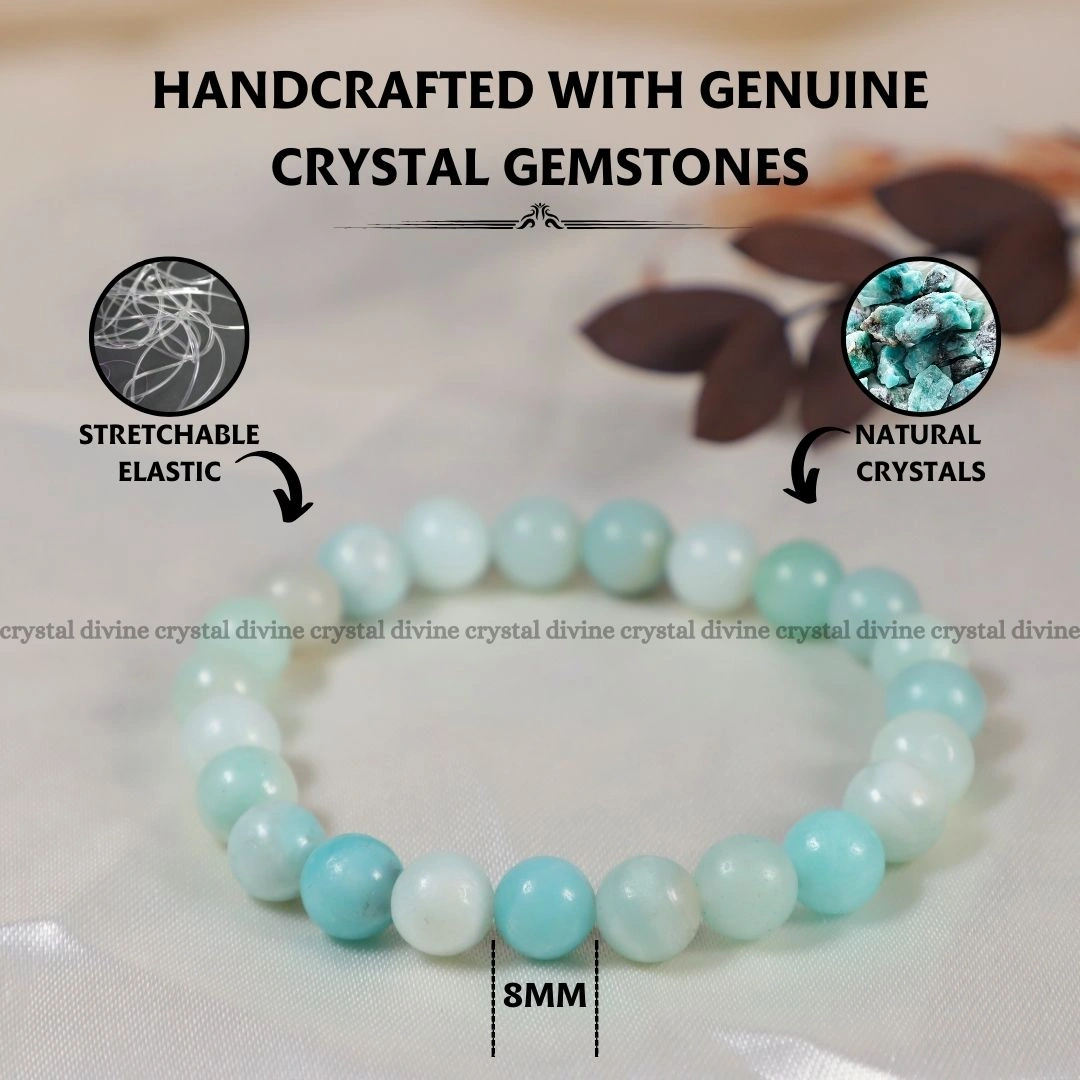 HANDCRAFTED WITH GENUINE
CRYSTAL GEMSTONES
STRETCHABLE
ELASTIC
NATURAL
CRYSTALS
crystal divine crystal divine crystal divine crystal divine crystal divine crystal divine crystal divine
8MM